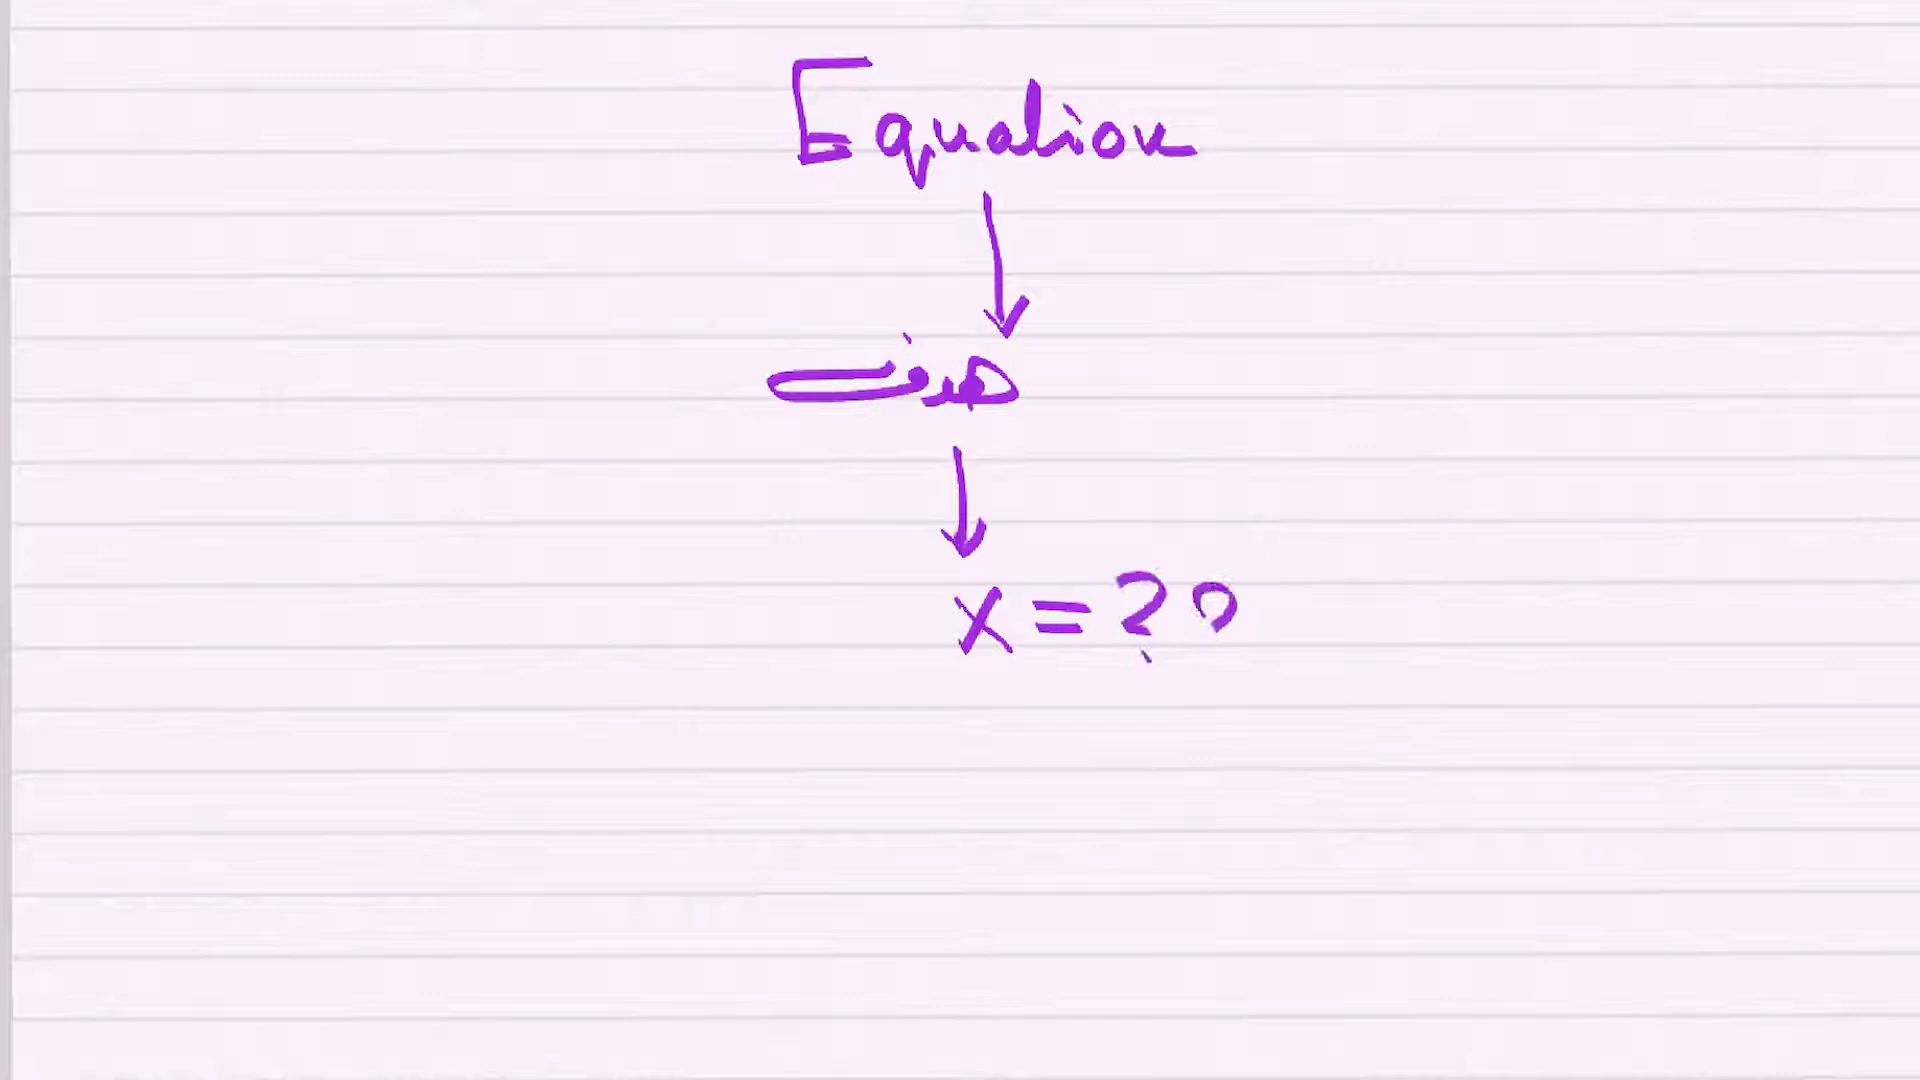 Equation
هدف
x = ??